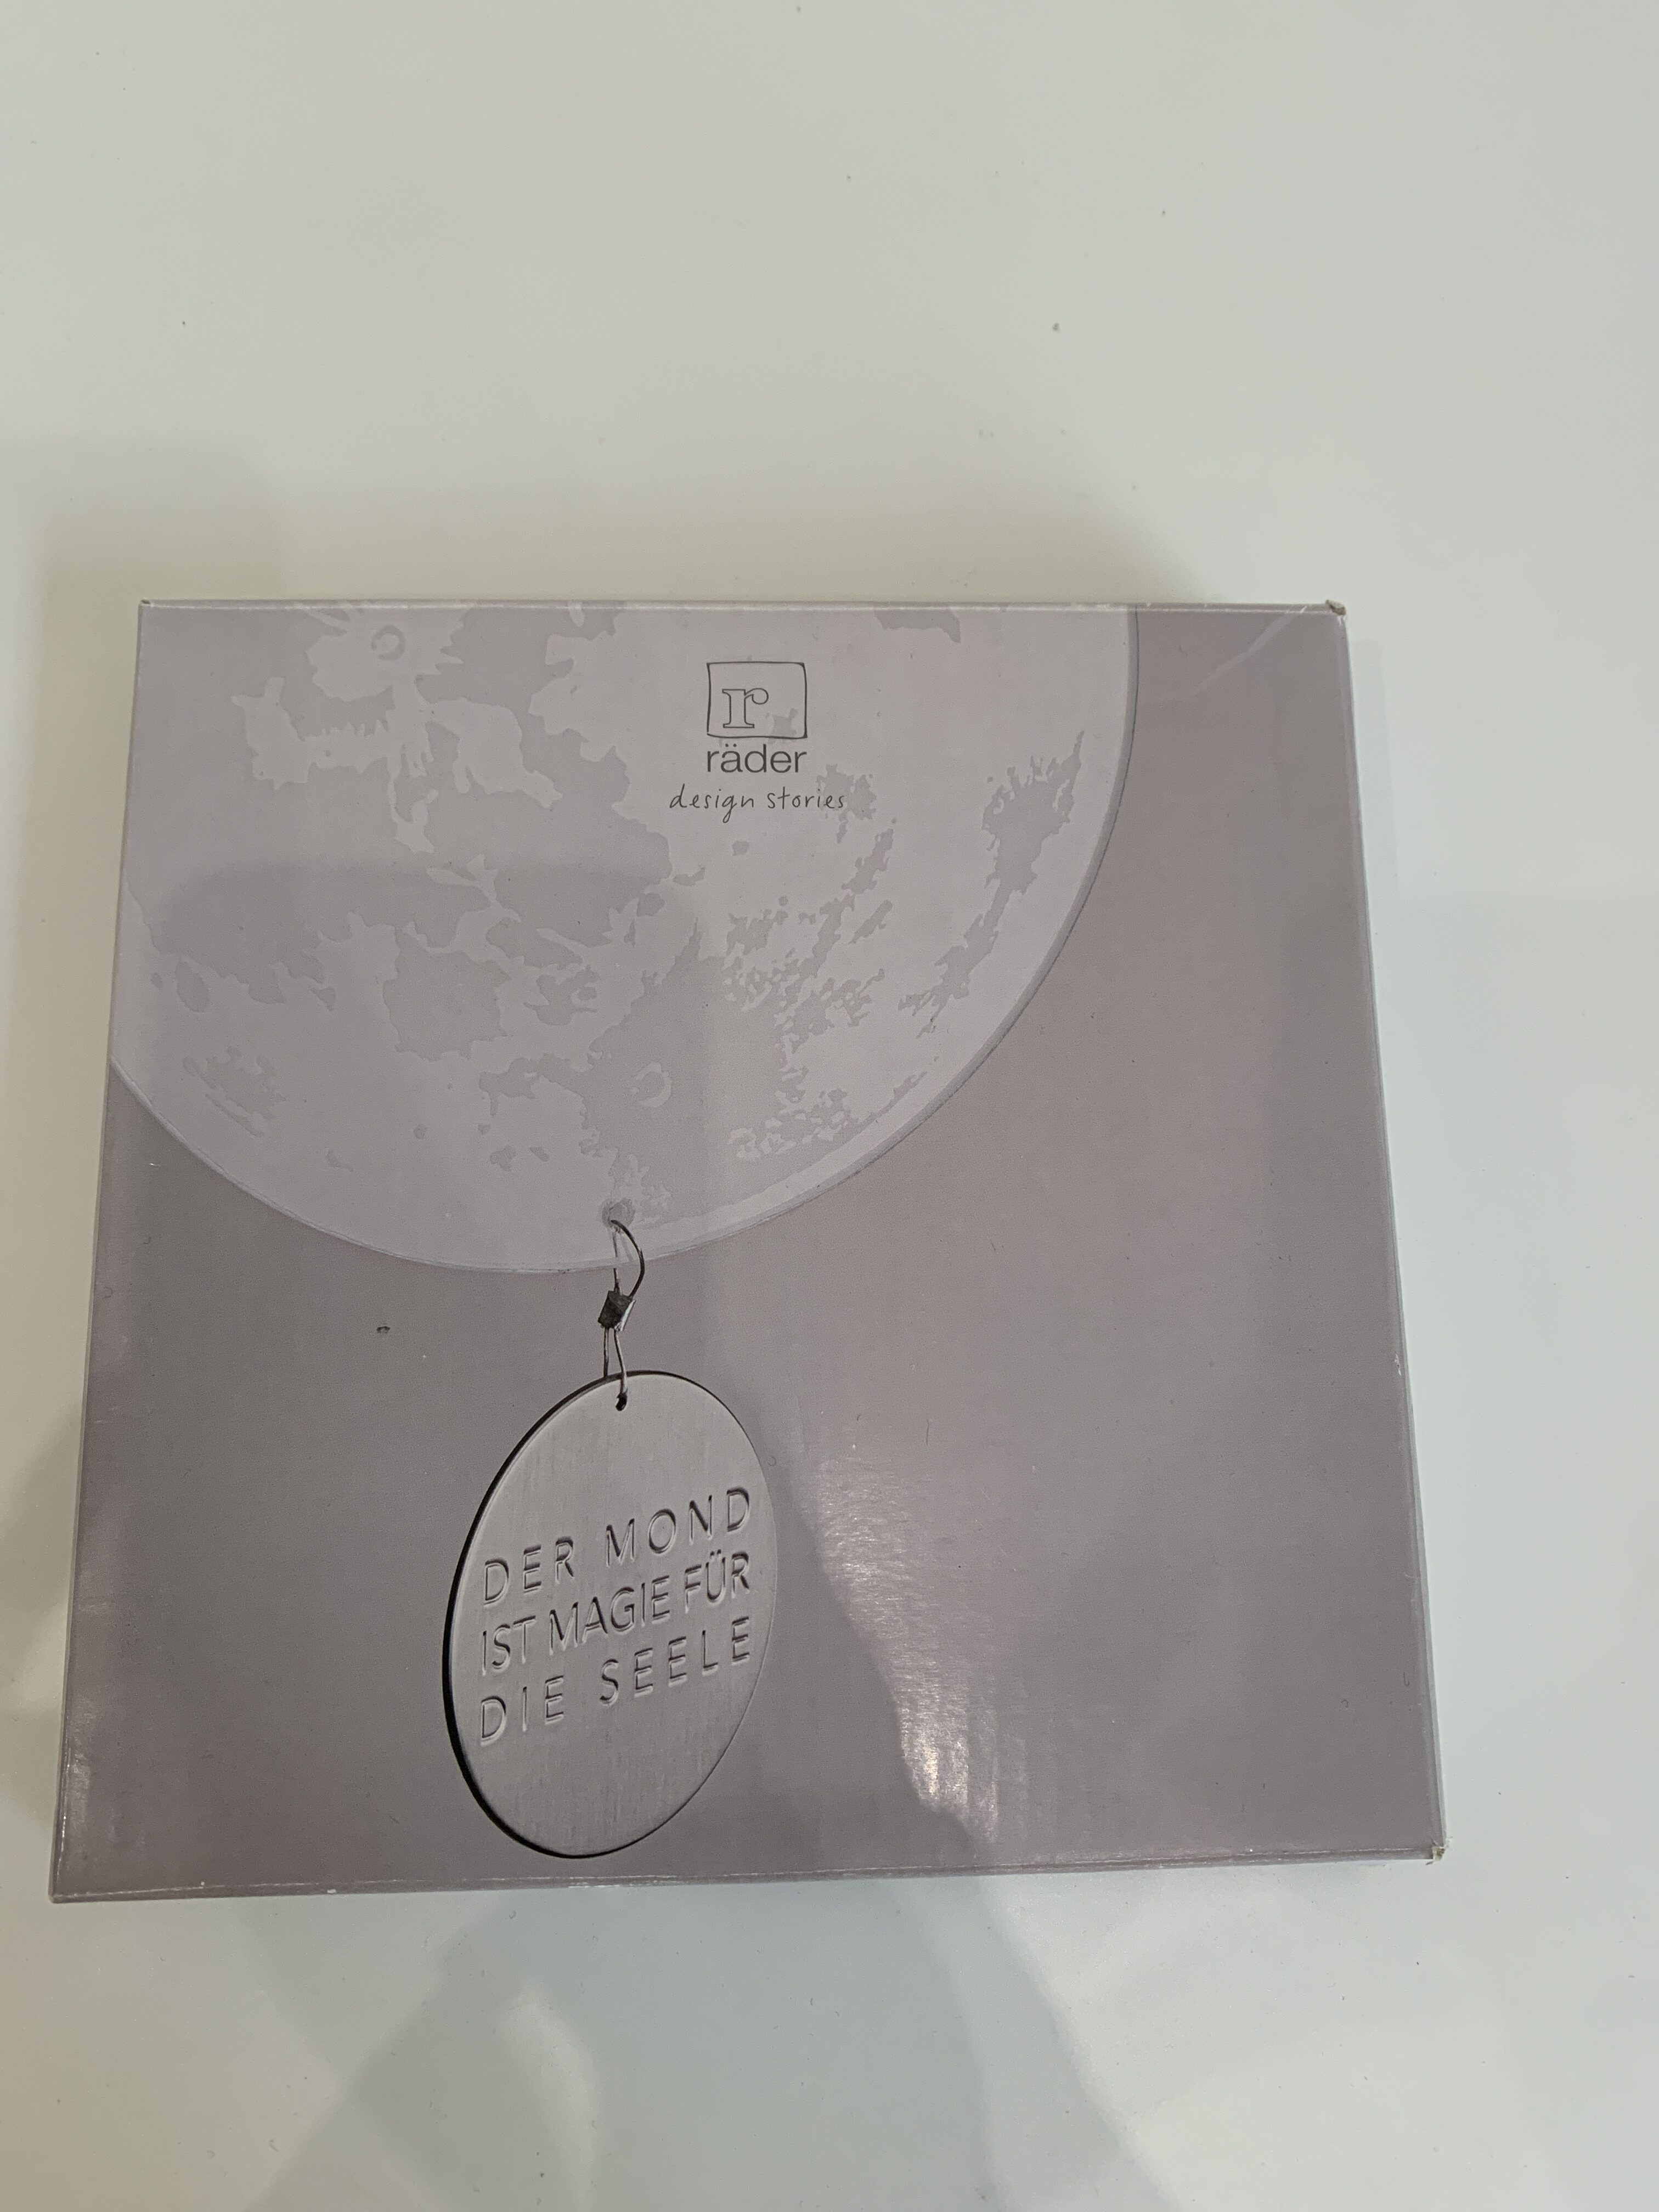 r
räder
design stories
DER MOND
IST MAGIE FÜR
DIE SEELE